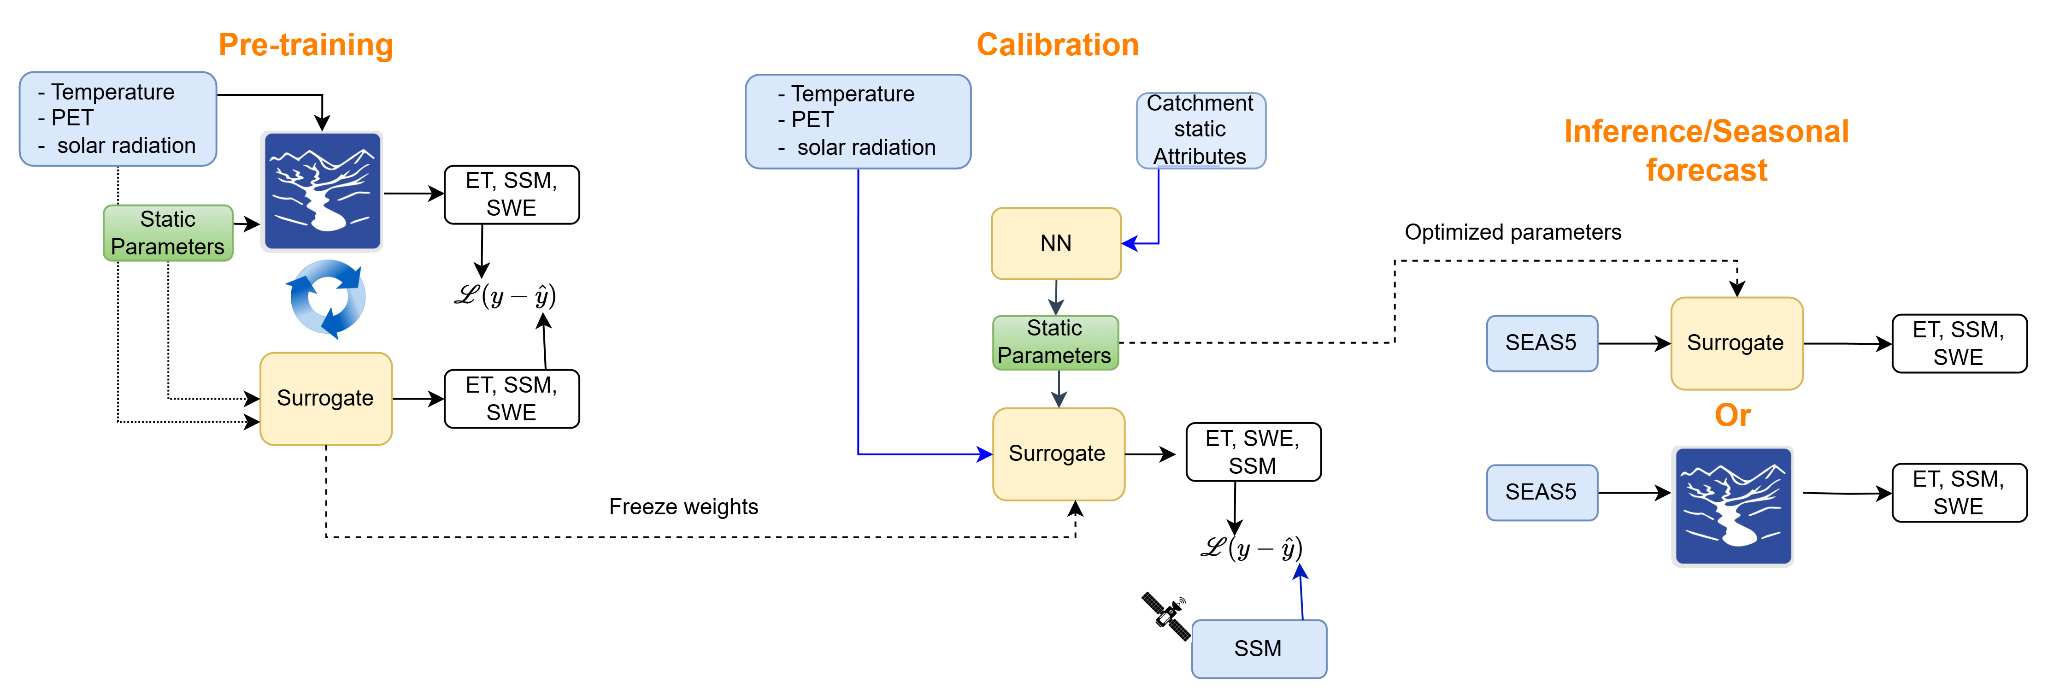 Pre-training
- Temperature
- PET
- solar radiation
Static
Parameters
ET, SSM,
SWE
ℒ(y − ŷ)
Surrogate
ET, SSM,
SWE
Freeze weights
Calibration
- Temperature
- PET
- solar radiation
Catchment
static
Attributes
NN
Static
Parameters
Surrogate
ET, SWE,
SSM
ℒ(y − ŷ)
SSM
Optimized parameters
Inference/Seasonal
forecast
SEAS5
Surrogate
ET, SSM,
SWE
Or
SEAS5
ET, SSM,
SWE